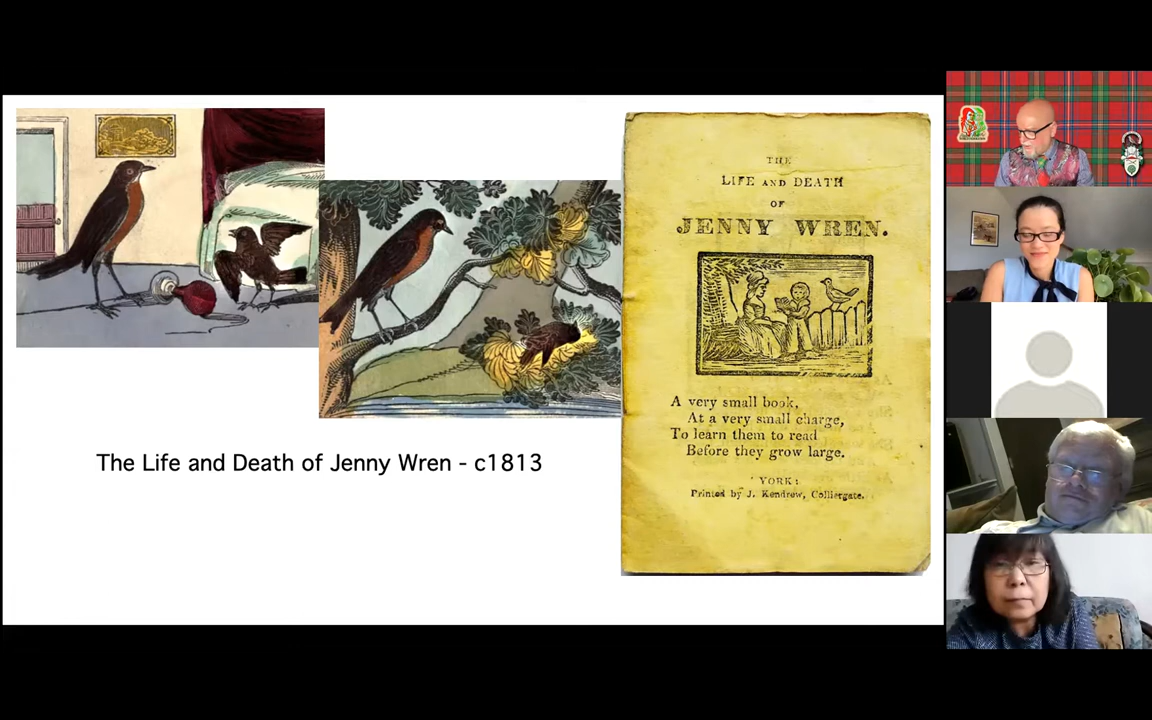 The Life and Death of Jenny Wren - c1813
THE
LIFE AND DEATH
OF
JENNY WREN.
A very small book,
At a very small charge,
To learn them to read
Before they grow large.
YORK:
Printed by J. Kendrew, Colliergate.